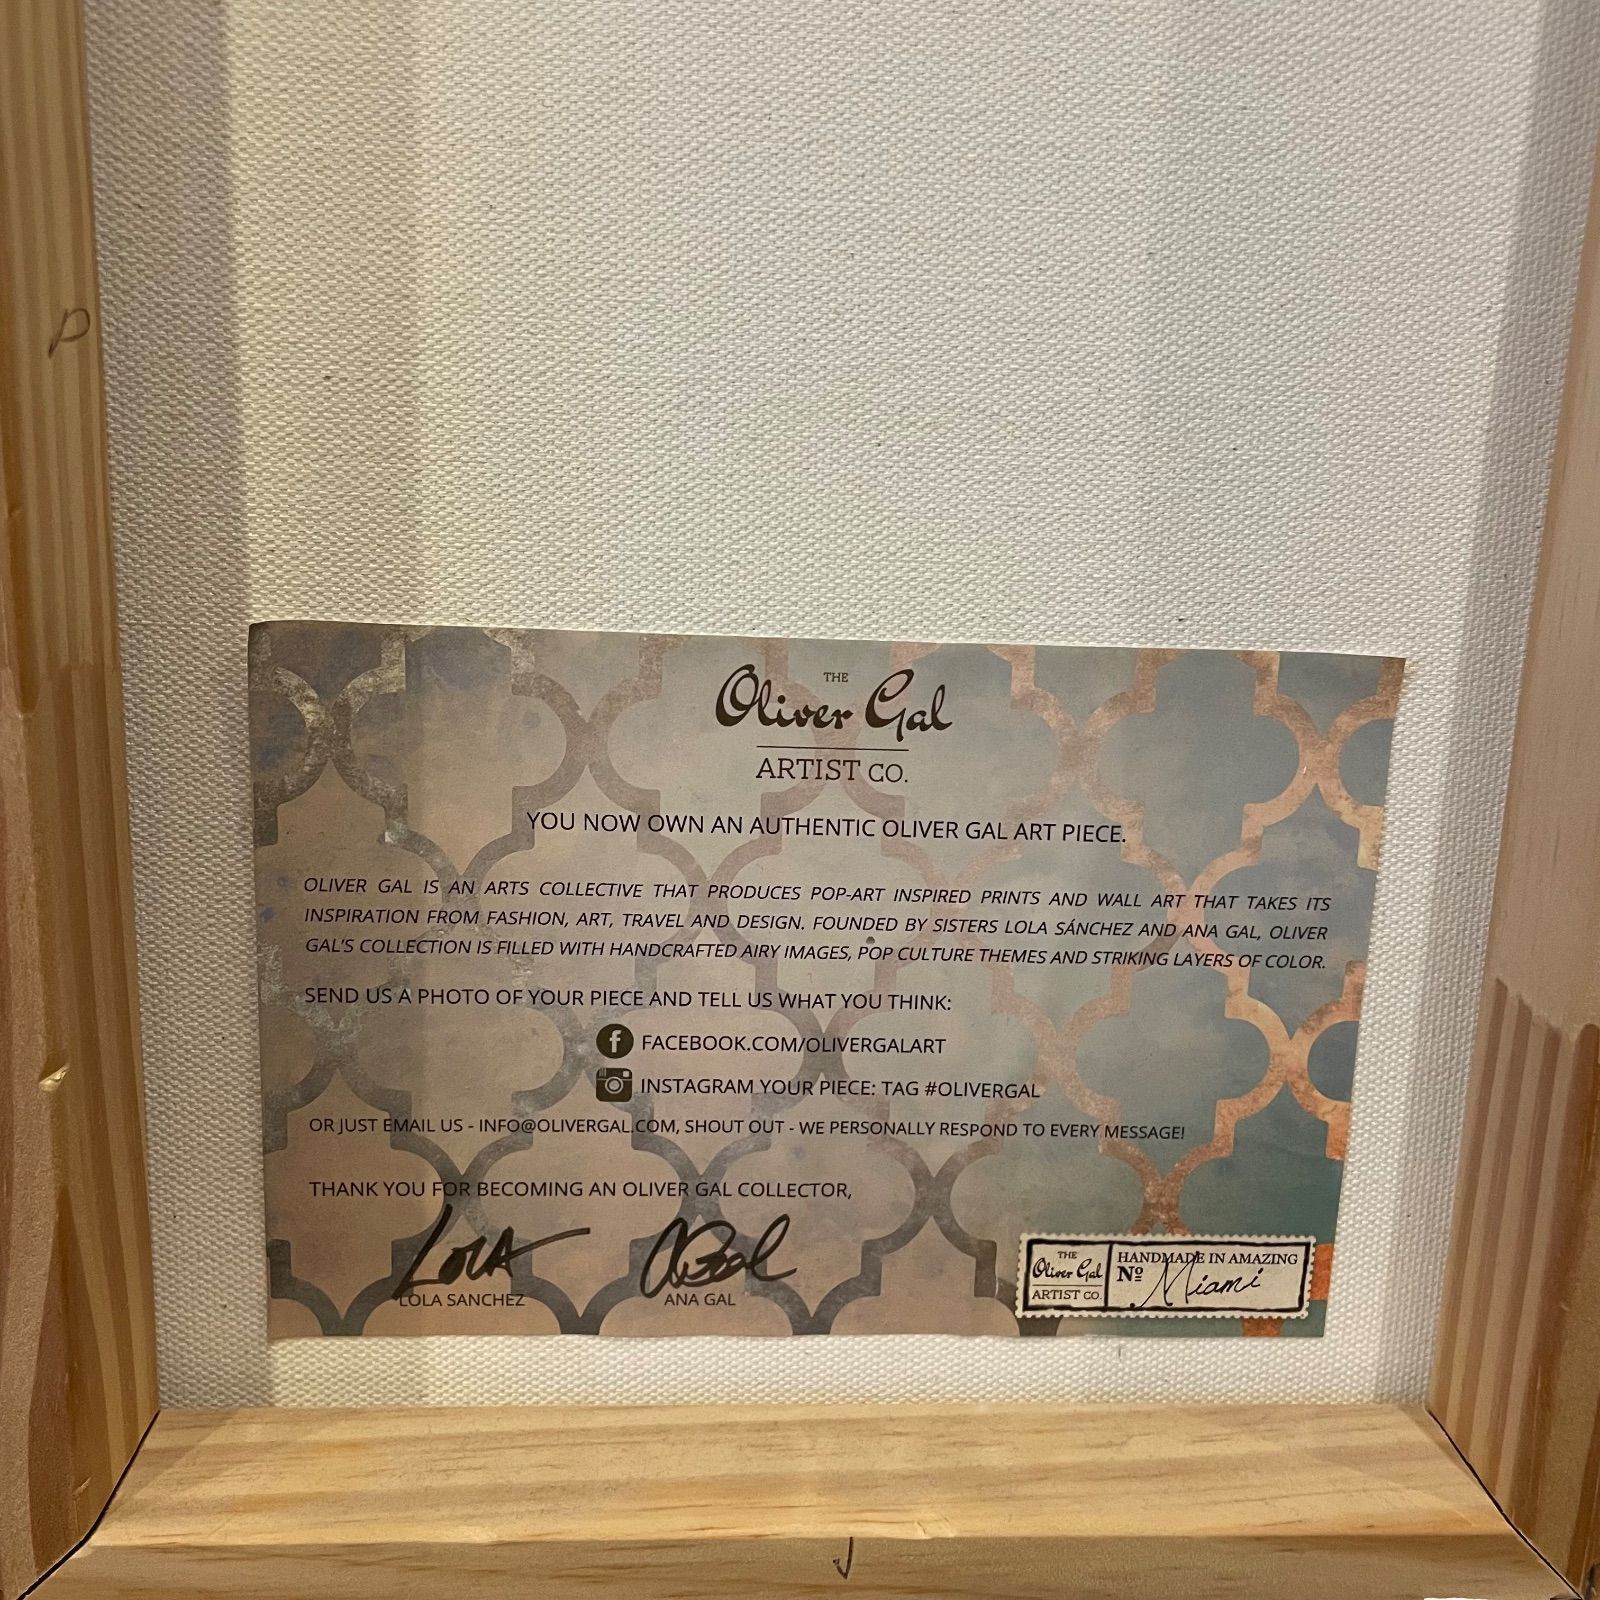 P
THE
Oliver Gal
ARTIST CO.
YOU NOW OWN AN AUTHENTIC OLIVER GAL ART PIECE.
OLIVER GAL IS AN ARTS COLLECTIVE THAT PRODUCES POP-ART INSPIRED PRINTS AND WALL ART THAT TAKES ITS
INSPIRATION FROM FASHION, ART, TRAVEL AND DESIGN. FOUNDED BY SISTERS LOLA SÁNCHEZ AND ANA GAL, OLIVER
GAL'S COLLECTION IS FILLED WITH HANDCRAFTED AIRY IMAGES, POP CULTURE THEMES AND STRIKING LAYERS OF COLOR.
SEND US A PHOTO OF YOUR PIECE AND TELL US WHAT YOU THINK:
f FACEBOOK.COM/OLIVERGALART
INSTAGRAM YOUR PIECE: TAG #OLIVERGAL
OR JUST EMAIL US - INFO@OLIVERGAL.COM, SHOUT OUT - WE PERSONALLY RESPOND TO EVERY MESSAGE!
THANK YOU FOR BECOMING AN OLIVER GAL COLLECTOR,
LOLA
LOLA SANCHEZ
ANA GAL
THE
Oliver Gal
ARTIST CO.
HANDMADE IN AMAZING
Nº Miami